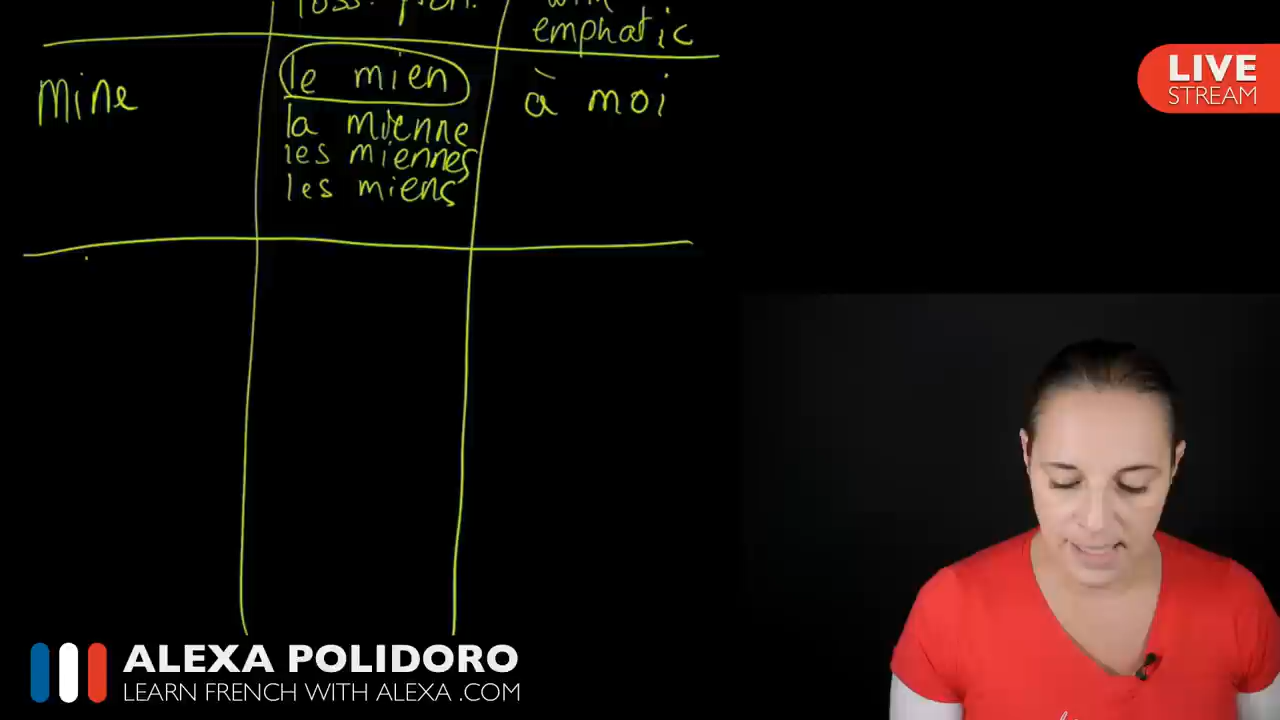 emphatic
mine
le mien
à moi
la mienne
les miennes
les miens
LIVE
STREAM
ALEXA POLIDORO
LEARN FRENCH WITH ALEXA .COM